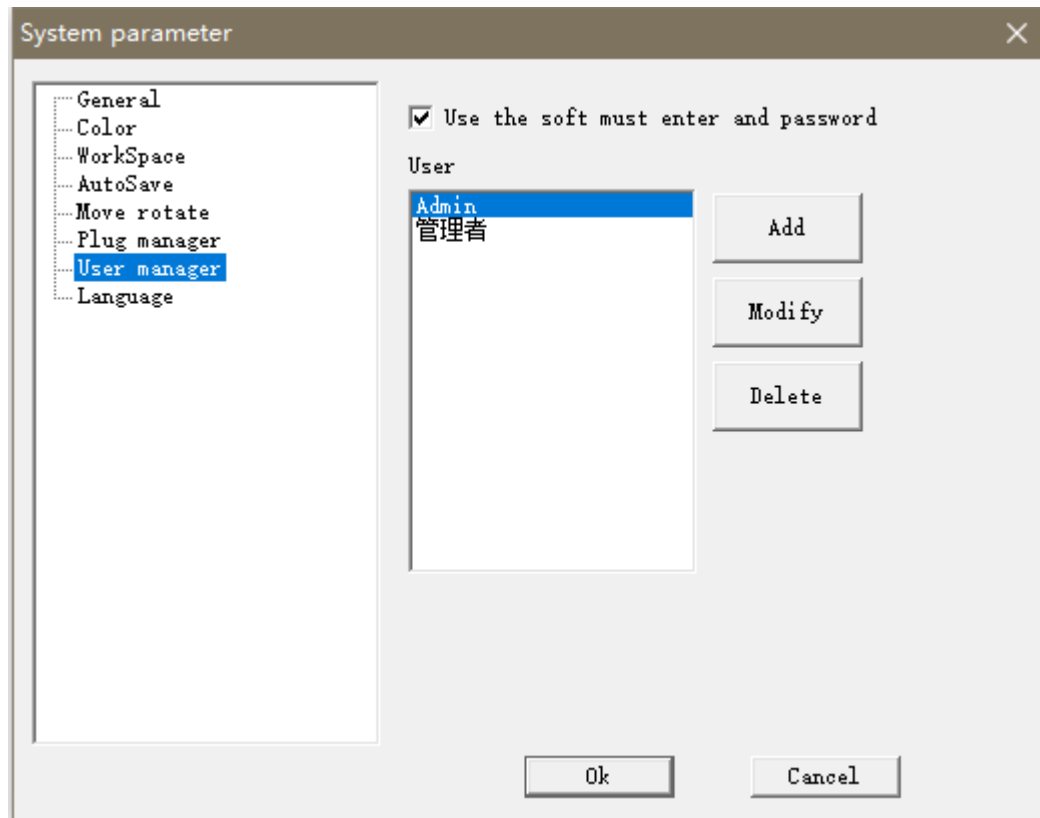 System parameter
General
Color
WorkSpace
AutoSave
Move rotate
Plug manager
User manager
Language
Use the soft must enter and password
User
Admin
管理者
Add
Modify
Delete
Ok
Cancel